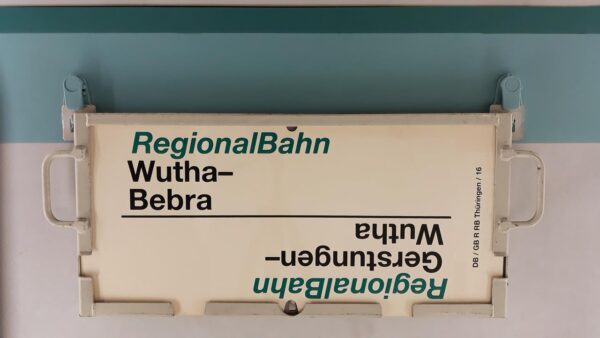 RegionalBahn
Wutha–
Bebra
RegionalBahn
Gerstungen–
Wutha
DB / GB R RB Thüringen / 16